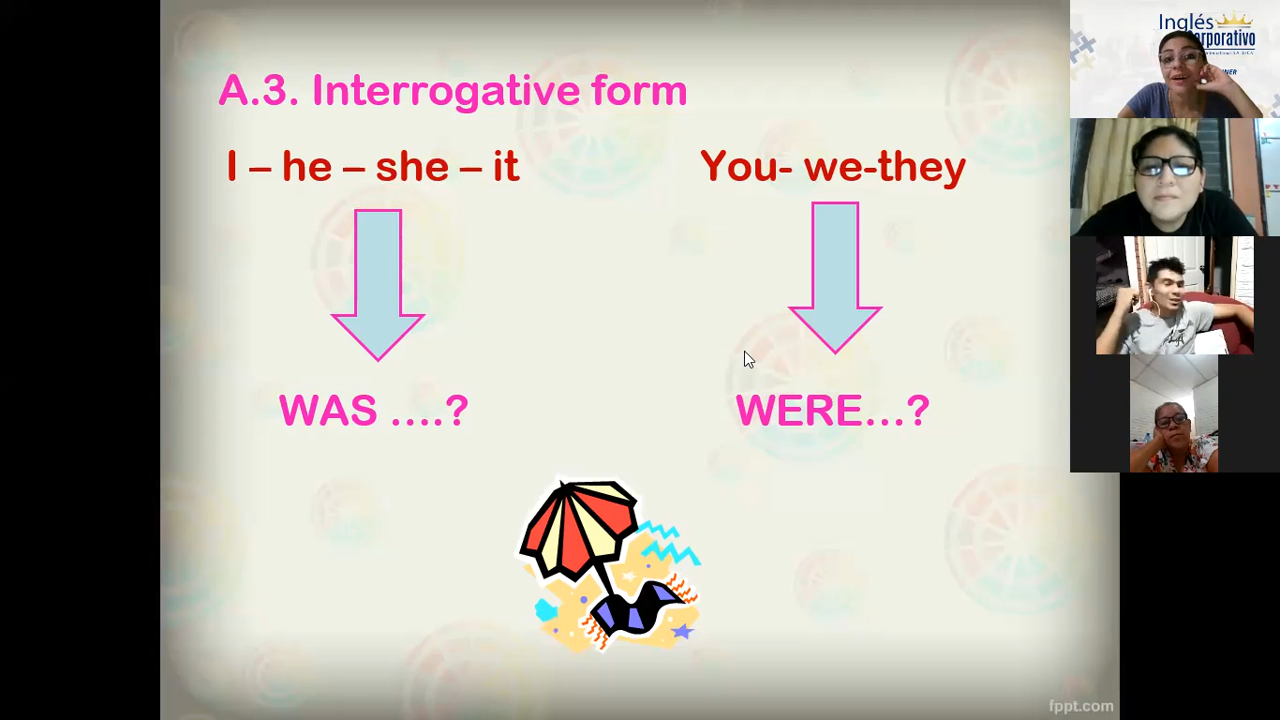 A.3. Interrogative form
I – he – she – it
You- we-they
WAS ....?
WERE...?
fppt.com
Inglés
Corporativo